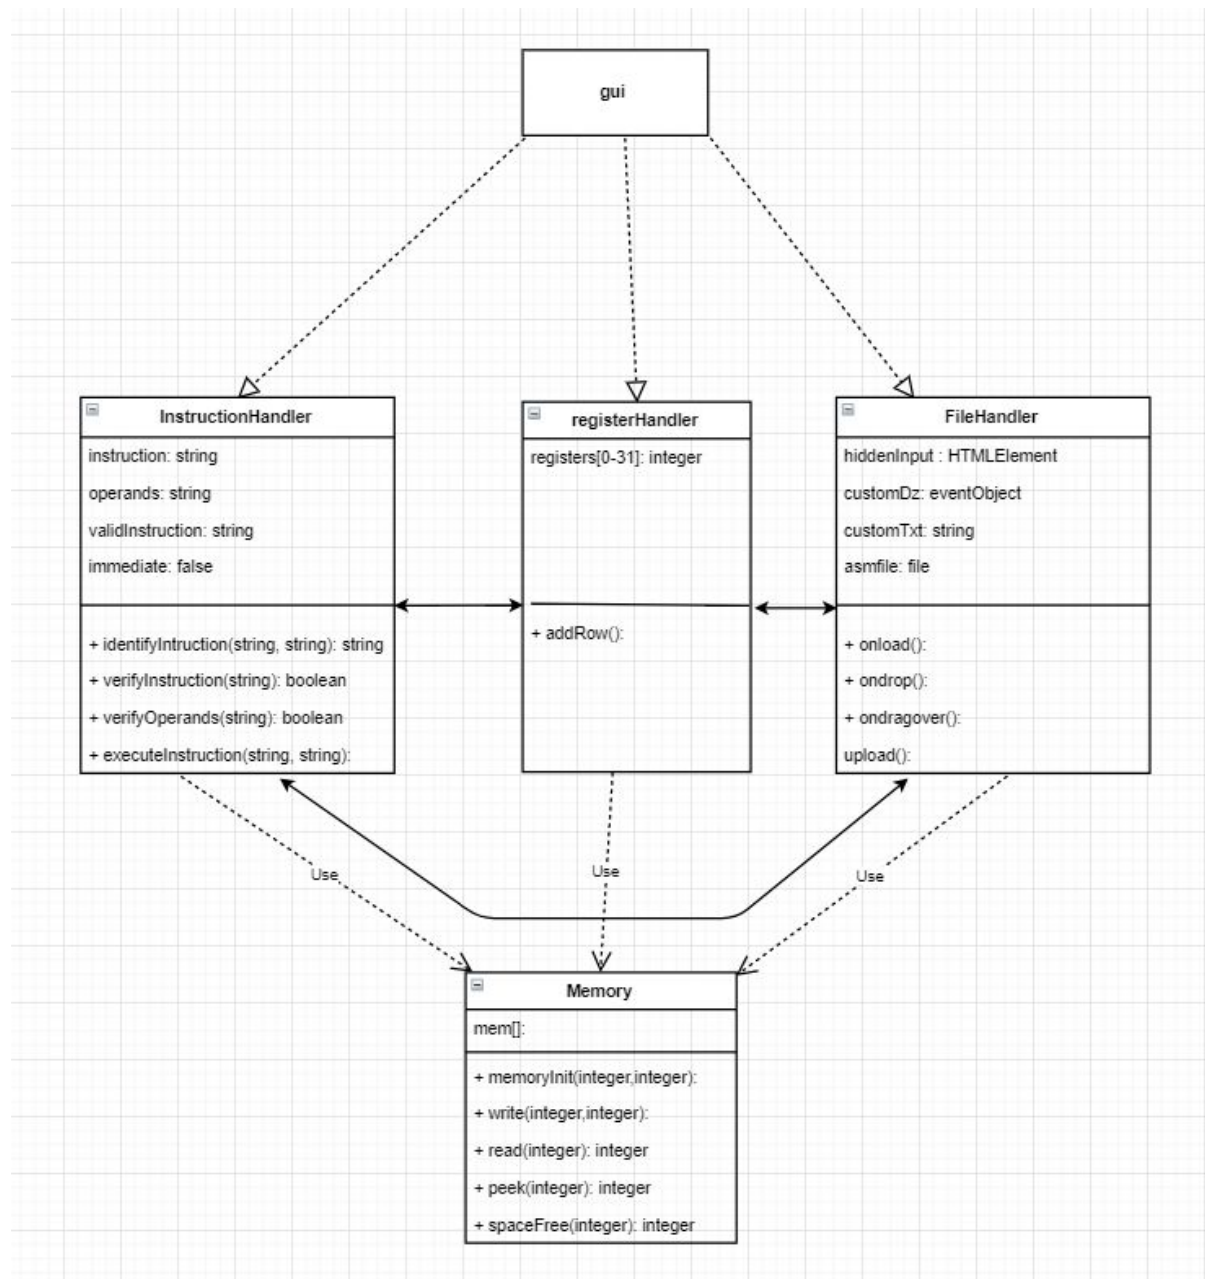 gui
InstructionHandler
instruction: string
operands: string
validInstruction: string
immediate: false
+ identifyIntruction(string, string): string
+ verifyInstruction(string): boolean
+ verifyOperands(string): boolean
+ executeInstruction(string, string):
registerHandler
registers[0-31]: integer
+ addRow():
FileHandler
hiddenInput : HTMLElement
customDz: eventObject
customTxt: string
asmfile: file
+ onload():
+ ondrop():
+ ondragover():
upload():
Use
Use
Use
Memory
mem[]:
+ memoryInit(integer,integer):
+ write(integer,integer):
+ read(integer): integer
+ peek(integer): integer
+ spaceFree(integer): integer